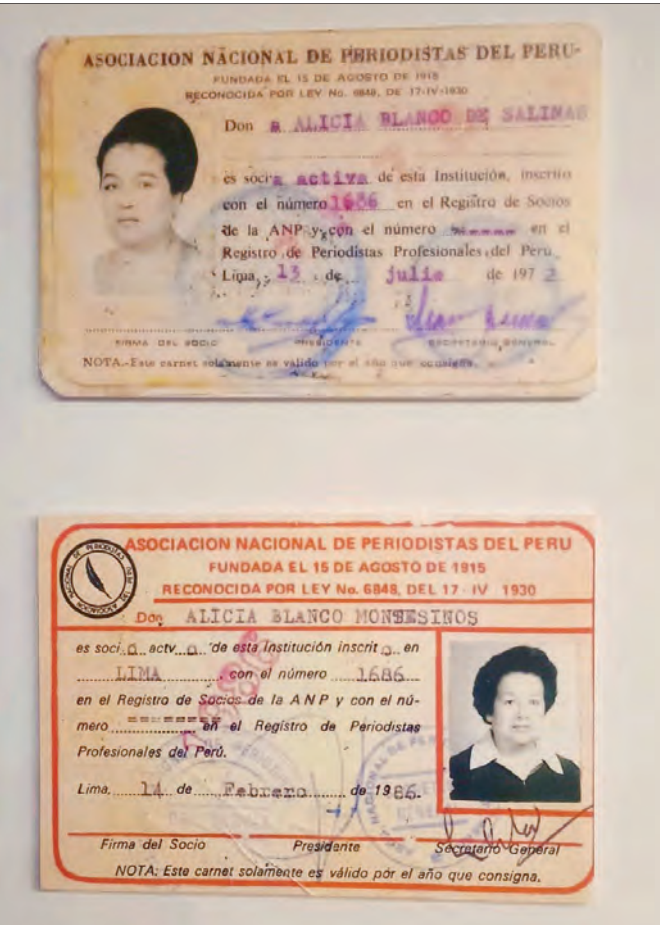 ASOCIACION NACIONAL DE PERIODISTAS DEL PERU
FUNDADA EL 15 DE AGOSTO DE 1915
RECONOCIDA POR LEY No. 6848, DE 17-IV-1930
Don a ALICIA BLANCO DE SALINAS
es socia activa de esta Institución, inscrito
con el número 1686 en el Registro de Socios
de la ANP y con el número en el
Registro de Periodistas Profesionales del Perú
Lima, 13 de julio de 1972
FIRMA DEL SOCIO PRESIDENTE SECRETARIO GENERAL
NOTA.-Este carnet solamente es válido por el año que consigna.
ASOCIACION NACIONAL DE PERIODISTAS DEL PERU
FUNDADA EL 15 DE AGOSTO DE 1915
RECONOCIDA POR LEY No. 6848, DEL 17 - IV 1930
Don ALICIA BLANCO MONTESINOS
es soci a actv a de esta Institución inscrit o en
LIMA con el número 1686
en el Registro de Socios de la A N P y con el nú-
mero ======== en el Registro de Periodistas
Profesionales del Perú.
Lima, 14 de Febrero de 1986.
Firma del Socio Presidente Secretario General
NOTA: Este carnet solamente es válido pór el año que consigna.